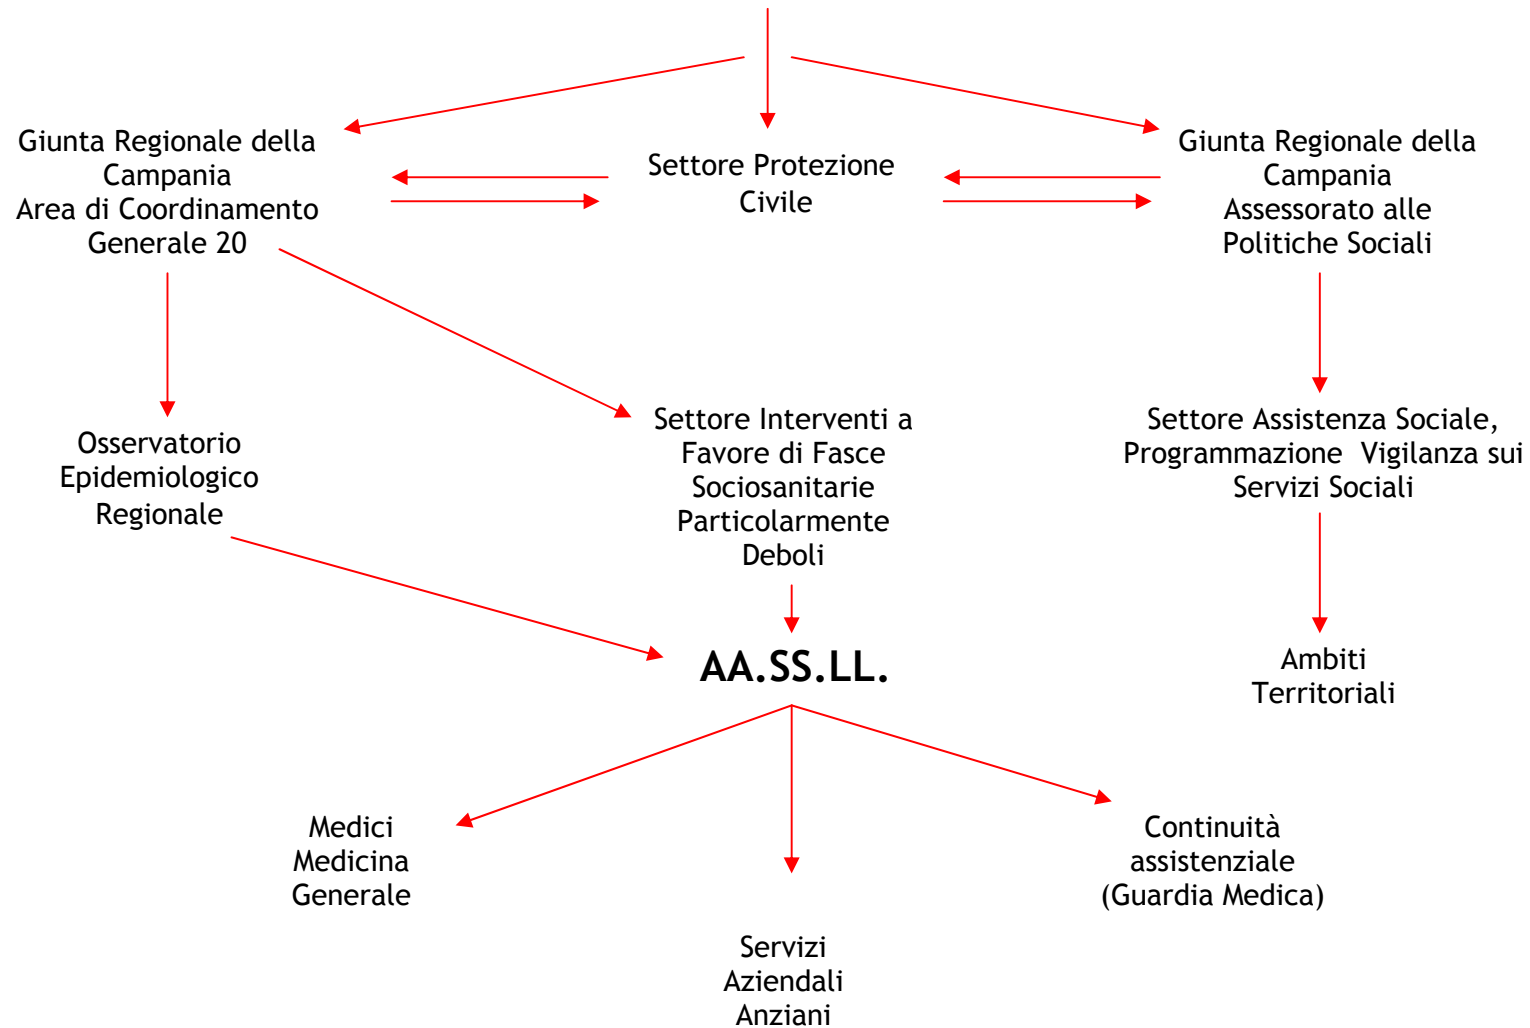 Giunta Regionale della
Campania
Area di Coordinamento
Generale 20
Settore Protezione
Civile
Giunta Regionale della
Campania
Assessorato alle
Politiche Sociali
Osservatorio
Epidemiologico
Regionale
Settore Interventi a
Favore di Fasce
Sociosanitarie
Particolarmente
Deboli
Settore Assistenza Sociale,
Programmazione Vigilanza sui
Servizi Sociali
AA.SS.LL.
Ambiti
Territoriali
Medici
Medicina
Generale
Servizi
Aziendali
Anziani
Continuità
assistenziale
(Guardia Medica)